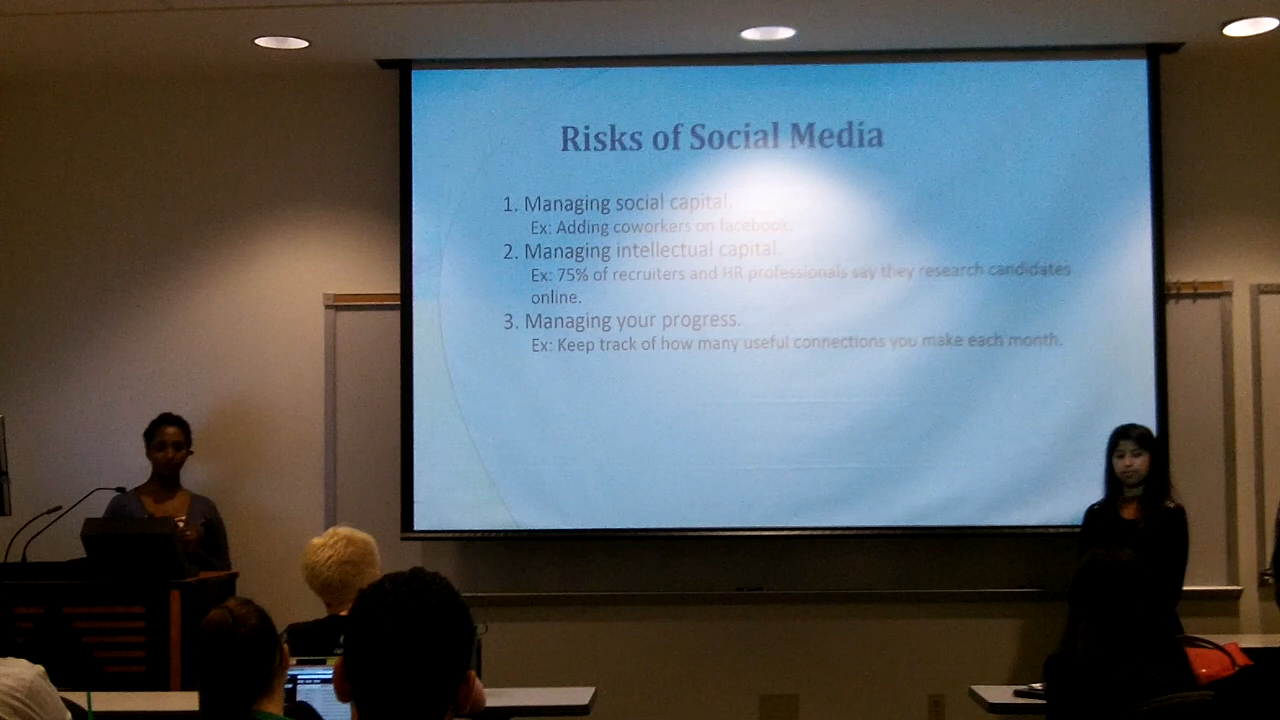 Risks of Social Media
1. Managing social capital.
Ex: Adding coworkers on facebook.
2. Managing intellectual capital.
Ex: 75% of recruiters and HR professionals say they research candidates
online.
3. Managing your progress.
Ex: Keep track of how many useful connections you make each month.